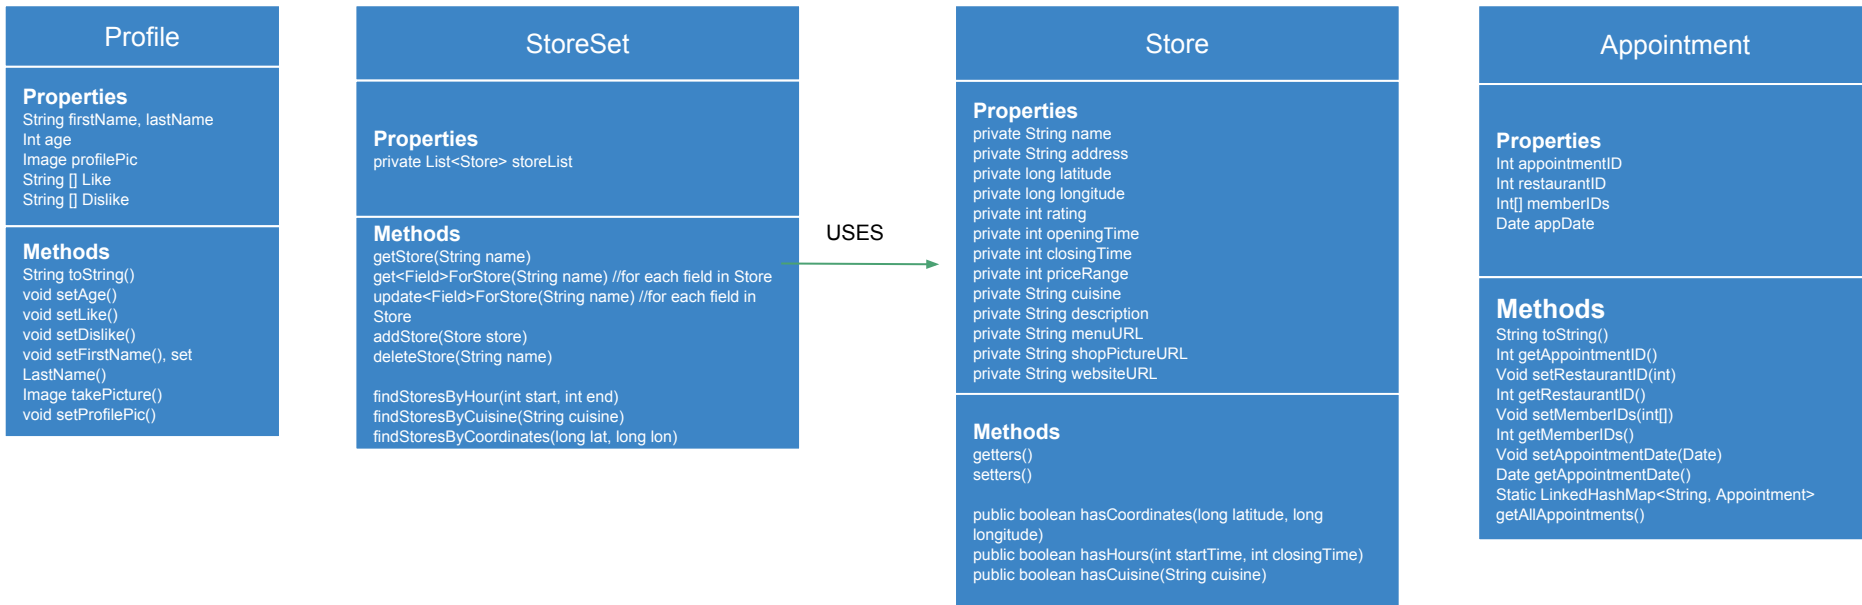 Profile
Properties
String firstName, lastName
Int age
Image profilePic
String [] Like
String [] Dislike
Methods
String toString()
void setAge()
void setLike()
void setDislike()
void setFirstName(), set
LastName()
Image takePicture()
void setProfilePic()
StoreSet
Properties
private List<Store> storeList
Methods
getStore(String name)
get<Field>ForStore(String name) //for each field in Store
update<Field>ForStore(String name) //for each field in
Store
addStore(Store store)
deleteStore(String name)
findStoresByHour(int start, int end)
findStoresByCuisine(String cuisine)
findStoresByCoordinates(long lat, long lon)
USES
Store
Properties
private String name
private String address
private long latitude
private long longitude
private int rating
private int openingTime
private int closingTime
private int priceRange
private String cuisine
private String description
private String menuURL
private String shopPictureURL
private String websiteURL
Methods
getters()
setters()
public boolean hasCoordinates(long latitude, long
longitude)
public boolean hasHours(int startTime, int closingTime)
public boolean hasCuisine(String cuisine)
Appointment
Properties
Int appointmentID
Int restaurantID
Int[] memberIDs
Date appDate
Methods
String toString()
Int getAppointmentID()
Void setRestaurantID(int)
Int getRestaurantID()
Void setMemberIDs(int[])
Int getMemberIDs()
Void setAppointmentDate(Date)
Date getAppointmentDate()
Static LinkedHashMap<String, Appointment>
getAllAppointments()